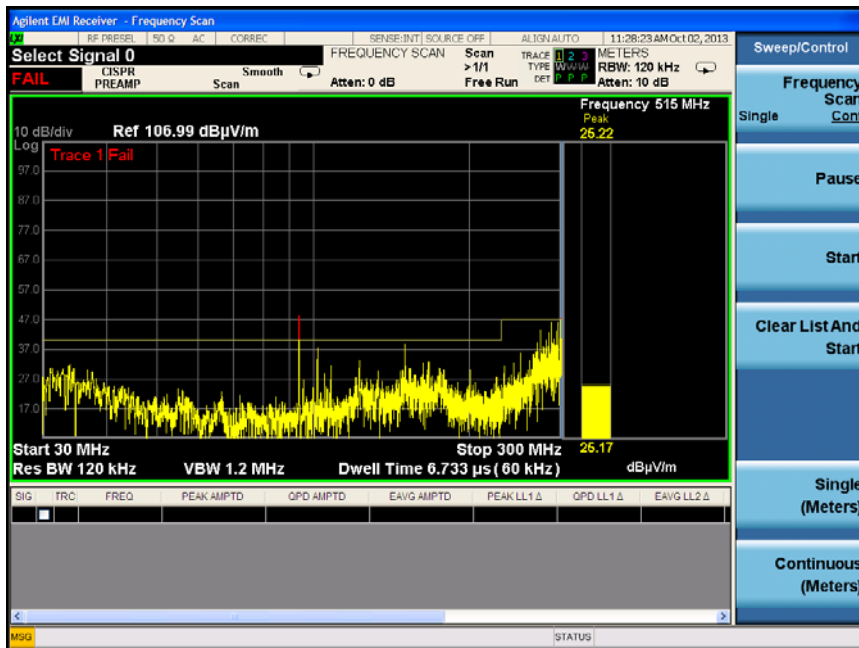 Agilent EMI Receiver - Frequency Scan
LXI RF PRESEL 50 Ω AC CORREC SENSE:INT SOURCE OFF ALIGN AUTO 11:28:23 AM Oct 02, 2013
Select Signal 0 FREQUENCY SCAN Scan TRACE 1 2 3 METERS
>1/1 TYPE WWWW RBW: 120 kHz
FAIL CISPR Smooth
PREAMP Scan Atten: 0 dB Free Run DET P P P Atten: 10 dB
Frequency 515 MHz
Peak
10 dB/div Ref 106.99 dBµV/m 25.22
Log
Trace 1 Fail
97.0
87.0
77.0
67.0
57.0
47.0
37.0
27.0
17.0
Start 30 MHz Stop 300 MHz 25.17
Res BW 120 kHz VBW 1.2 MHz Dwell Time 6.733 µs (60 kHz) dBµV/m
SIG TRC FREQ PEAK AMPTD QPD AMPTD EAVG AMPTD PEAK LL1 Δ QPD LL1 Δ EAVG LL2 Δ
MSG STATUS
Sweep/Control
Frequency
Scan
Single Cont
Pause
Start
Clear List And
Start
Single
(Meters)
Continuous
(Meters)